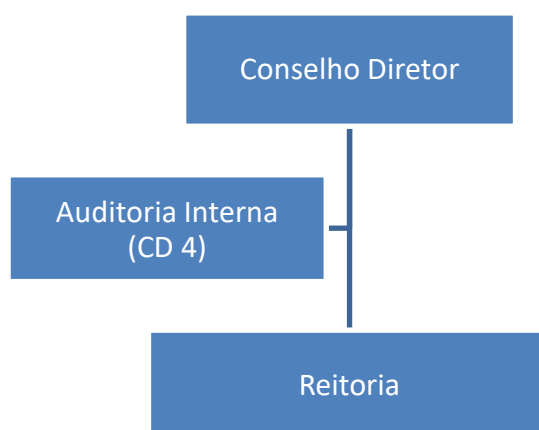 Conselho Diretor
Auditoria Interna
(CD 4)
Reitoria